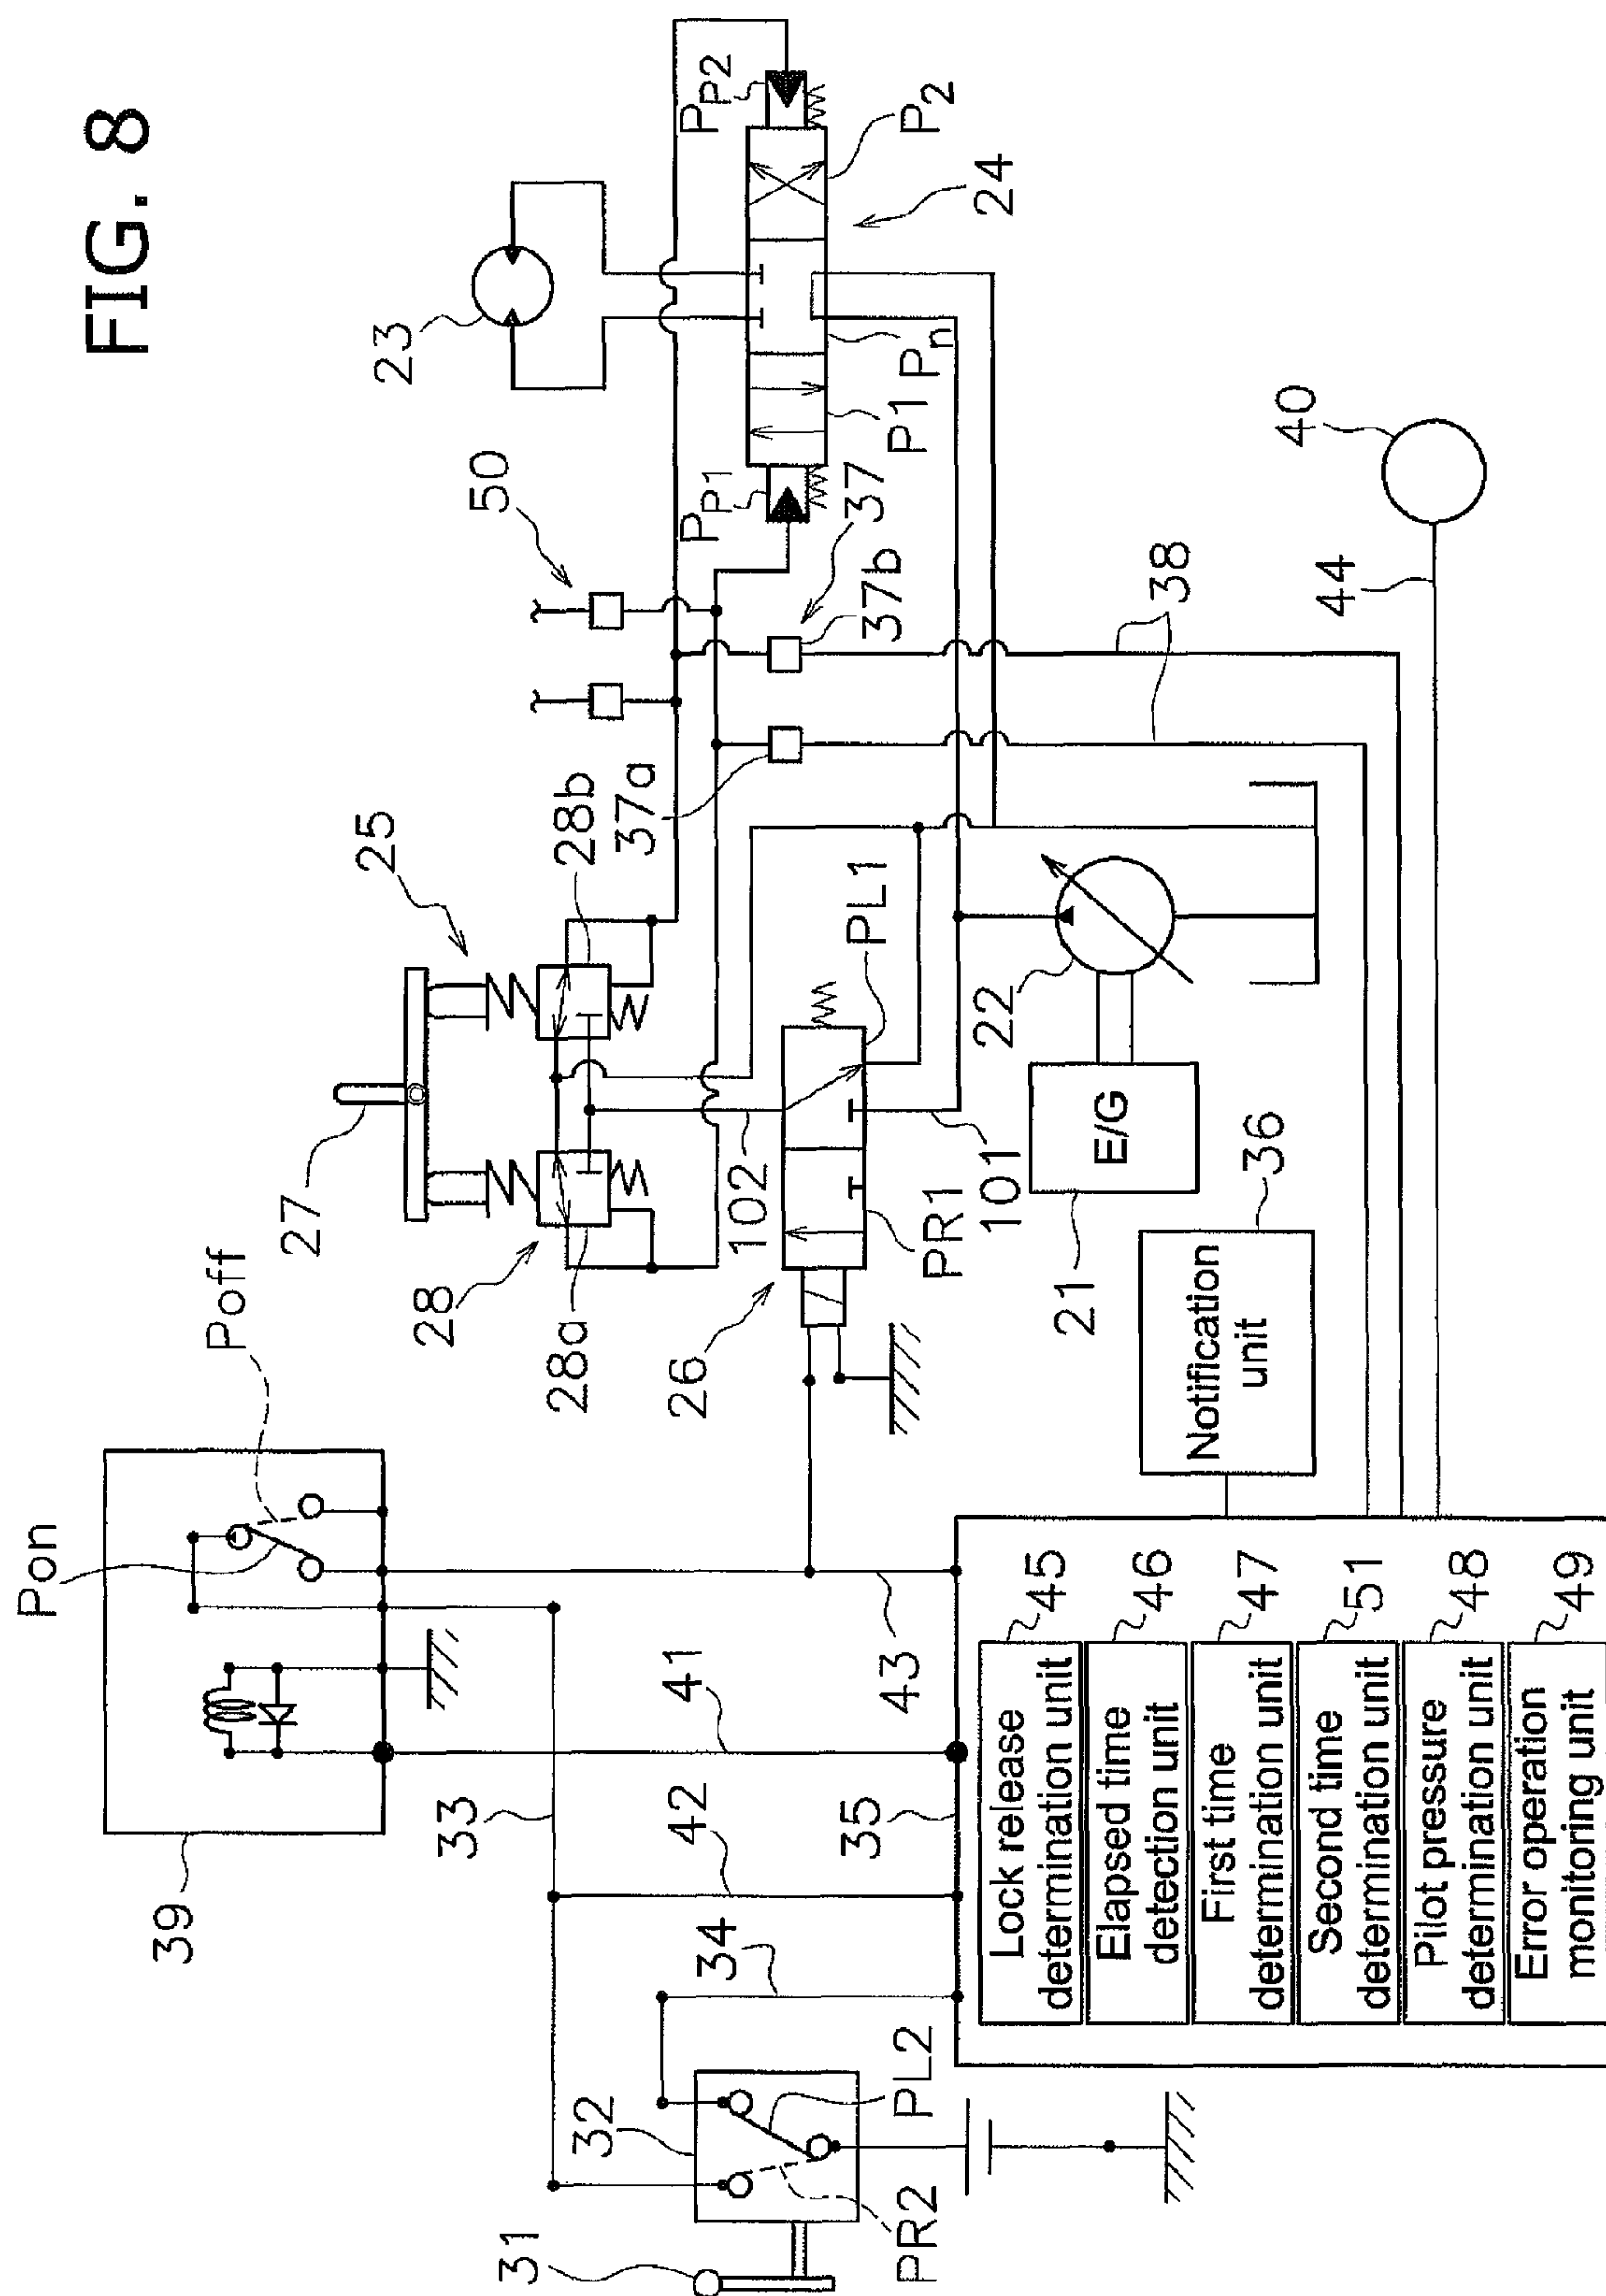 FIG. 8
Pon
Poff
39
33
41
42
43
34
35
31
32
PL2
PR2
27
25
28
28a
28b
26
102
101
PR1
PL1
37a
37b
37
38
50
23
PP1
PP2
P1
Pn
P2
24
22
21
E/G
36
Notification
unit
40
44
Lock release
determination unit
45
Elapsed time
detection unit
46
First time
determination unit
47
Second time
determination unit
51
Pilot pressure
determination unit
48
Error operation
monitoring unit
49